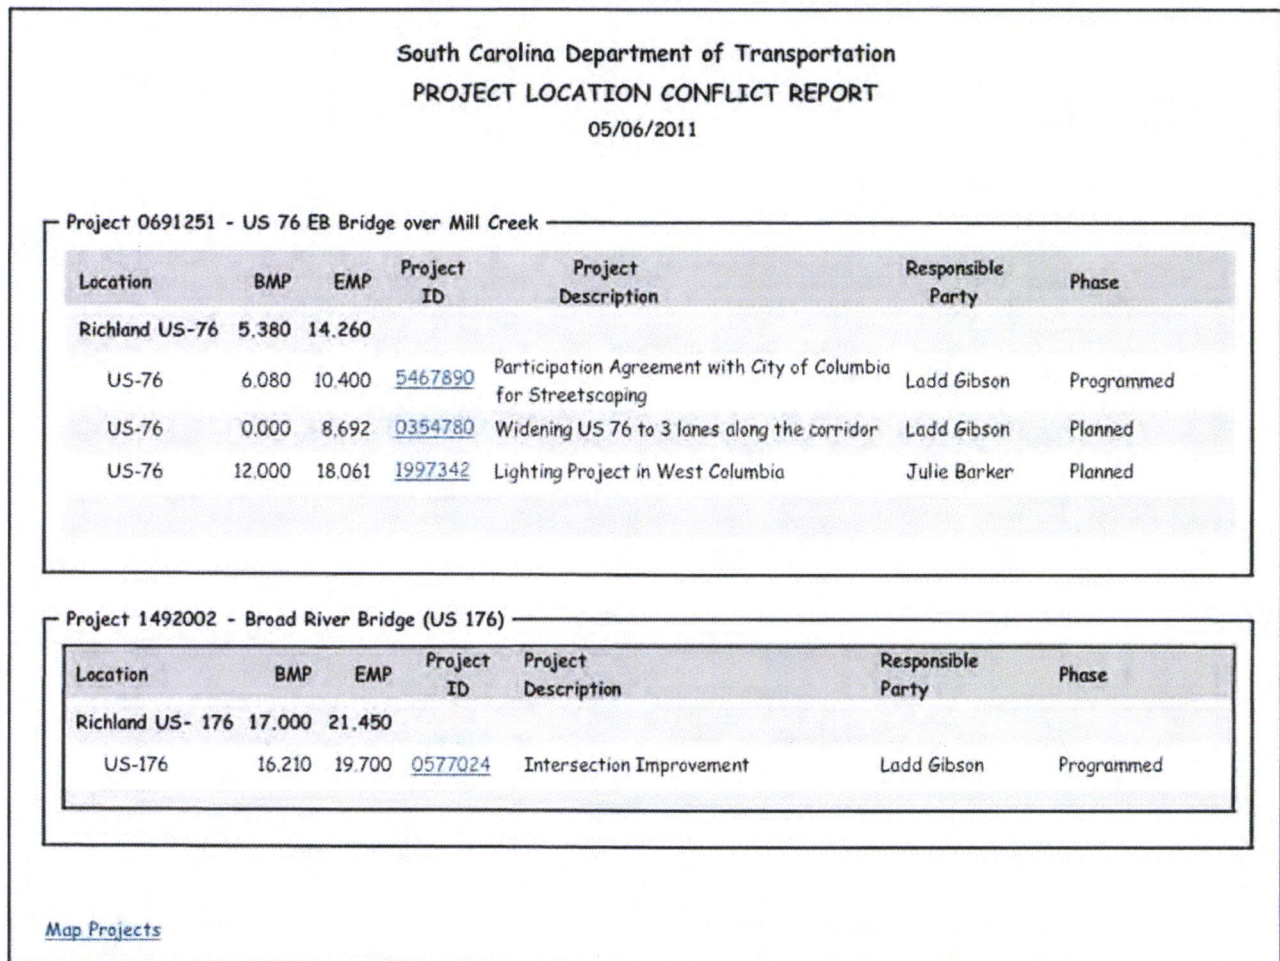 South Carolina Department of Transportation
PROJECT LOCATION CONFLICT REPORT
05/06/2011
Project 0691251 - US 76 EB Bridge over Mill Creek
Location BMP EMP Project ID Project Description Responsible Party Phase
Richland US-76 5.380 14.260
US-76 6.080 10.400 5467890 Participation Agreement with City of Columbia for Streetscaping Ladd Gibson Programmed
US-76 0.000 8.692 0354780 Widening US 76 to 3 lanes along the corridor Ladd Gibson Planned
US-76 12.000 18.061 1997342 Lighting Project in West Columbia Julie Barker Planned
Project 1492002 - Broad River Bridge (US 176)
Location BMP EMP Project ID Project Description Responsible Party Phase
Richland US- 176 17.000 21.450
US-176 16.210 19.700 0577024 Intersection Improvement Ladd Gibson Programmed
Map Projects